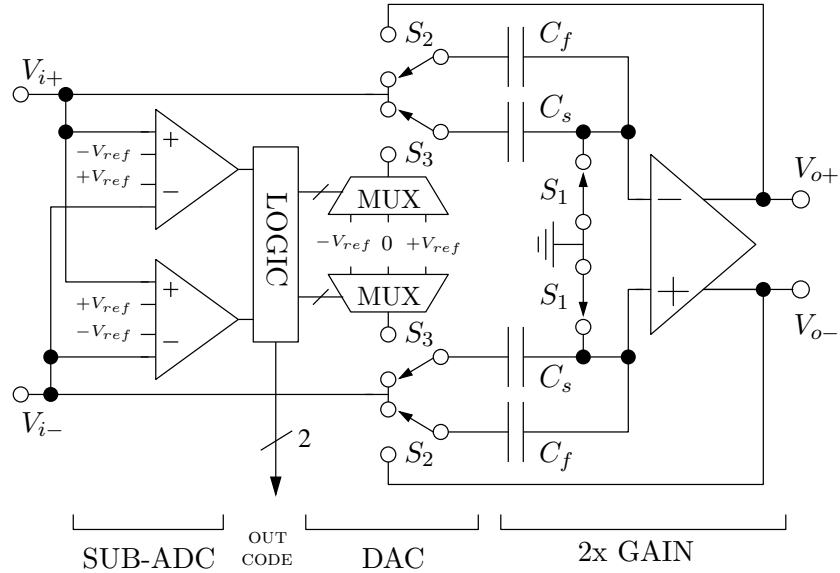 S2
Cf
Vi+
Cs
+
−Vref
+Vref
−
S3
MUX
−Vref 0 +Vref
MUX
S3
LOGIC
S1
S1
−
+
Vo+
Vo−
+
+Vref
−Vref
−
Cs
Vi−
S2
Cf
2
SUB-ADC
OUT
CODE
DAC
2x GAIN